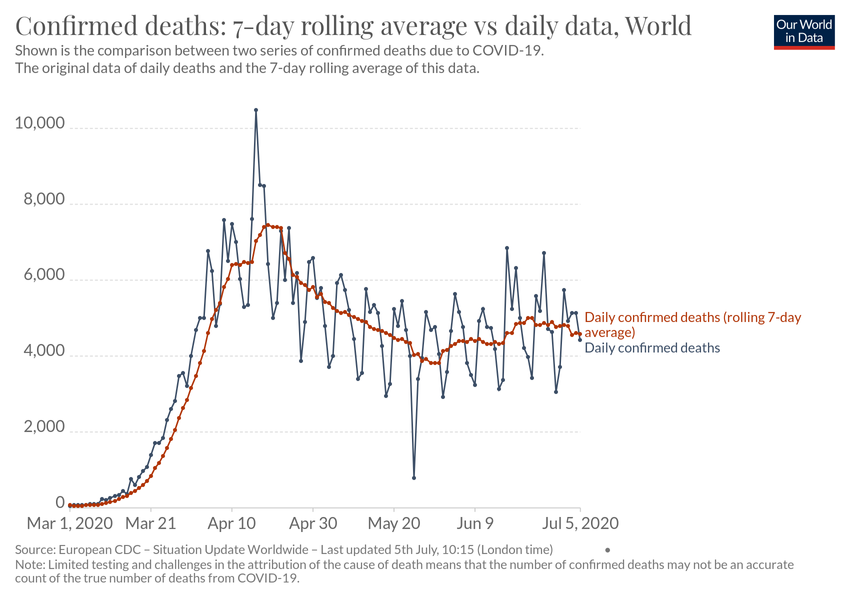 Confirmed deaths: 7-day rolling average vs daily data, World
Our World
in Data
Shown is the comparison between two series of confirmed deaths due to COVID-19.
The original data of daily deaths and the 7-day rolling average of this data.
10,000
8,000
6,000
4,000
2,000
0
Daily confirmed deaths (rolling 7-day
average)
Daily confirmed deaths
Mar 1, 2020 Mar 21 Apr 10 Apr 30 May 20 Jun 9 Jul 5, 2020
Source: European CDC – Situation Update Worldwide – Last updated 5th July, 10:15 (London time)
Note: Limited testing and challenges in the attribution of the cause of death means that the number of confirmed deaths may not be an accurate
count of the true number of deaths from COVID-19.